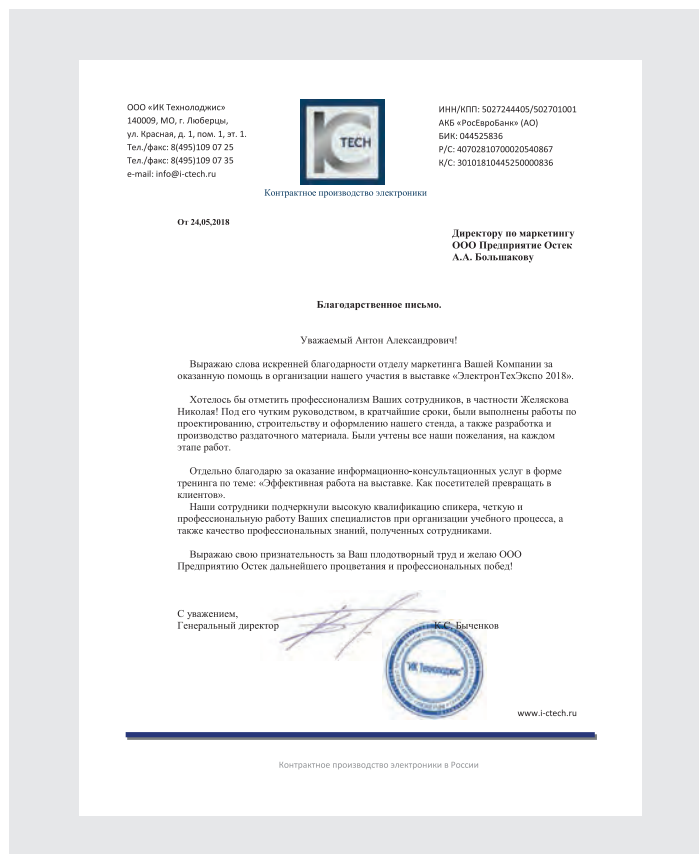 ООО «ИК Технолоджис»
140009, МО, г. Люберцы,
ул. Красная, д. 1, пом. 1, эт. 1.
Тел./факс: 8(495)109 07 25
Тел./факс: 8(495)109 07 35
e-mail: info@i-ctech.ru
IC
TECH
Контрактное производство электроники
ИНН/КПП: 5027244405/502701001
АКБ «РосЕвроБанк» (АО)
БИК: 044525836
Р/С: 40702810700020540867
К/С: 30101810445250000836
От 24,05,2018
Директору по маркетингу
ООО Предприятие Остек
А.А. Большакову
Благодарственное письмо.
Уважаемый Антон Александрович!
Выражаю слова искренней благодарности отделу маркетинга Вашей Компании за
оказанную помощь в организации нашего участия в выставке «ЭлектронТехЭкспо 2018».
Хотелось бы отметить профессионализм Ваших сотрудников, в частности Желяскова
Николая! Под его чутким руководством, в кратчайшие сроки, были выполнены работы по
проектированию, строительству и оформлению нашего стенда, а также разработка и
производство раздаточного материала. Были учтены все наши пожелания, на каждом
этапе работ.
Отдельно благодарю за оказание информационно-консультационных услуг в форме
тренинга по теме: «Эффективная работа на выставке. Как посетителей превращать в
клиентов».
Наши сотрудники подчеркнули высокую квалификацию спикера, четкую и
профессиональную работу Ваших специалистов при организации учебного процесса, а
также качество профессиональных знаний, полученных сотрудниками.
Выражаю свою признательность за Ваш плодотворный труд и желаю ООО
Предприятию Остек дальнейшего процветания и профессиональных побед!
С уважением,
Генеральный директор К.С. Быченков
"ИК Технолоджис"
www.i-ctech.ru
Контрактное производство электроники в России